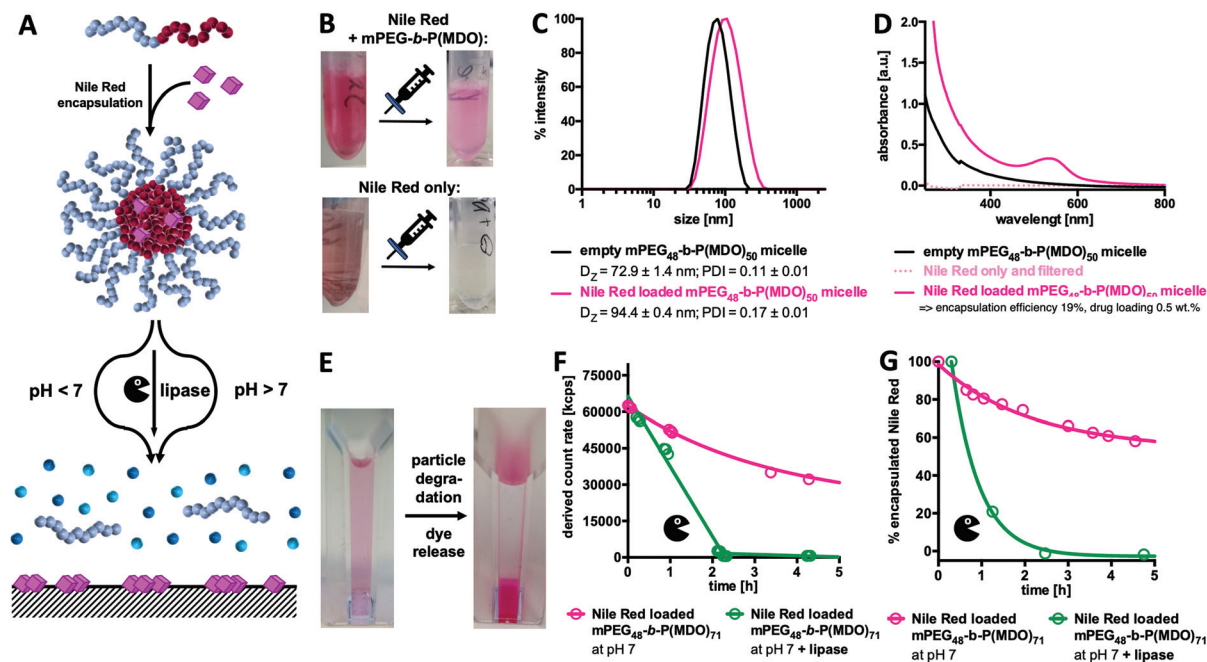 A
Nile Red
encapsulation
pH < 7
lipase
pH > 7
B
Nile Red
+ mPEG-b-P(MDO):
Nile Red only:
C
% intensity
100
80
60
40
20
0
1
10
100
1000
size [nm]
empty mPEG48-b-P(MDO)50 micelle
DZ = 72.9 ± 1.4 nm; PDI = 0.11 ± 0.01
Nile Red loaded mPEG48-b-P(MDO)50 micelle
DZ = 94.4 ± 0.4 nm; PDI = 0.17 ± 0.01
D
absorbance [a.u.]
2.0
1.5
1.0
0.5
0.0
400
600
800
wavelengt [nm]
empty mPEG48-b-P(MDO)50 micelle
Nile Red only and filtered
Nile Red loaded mPEG48-b-P(MDO)50 micelle
=> encapsulation efficiency 19%, drug loading 0.5 wt.%
E
particle
degra-
dation
dye
release
F
derived count rate [kcps]
75000
60000
45000
30000
15000
0
0
1
2
3
4
5
time [h]
Nile Red loaded
mPEG48-b-P(MDO)71
at pH 7
Nile Red loaded
mPEG48-b-P(MDO)71
at pH 7 + lipase
G
% encapsulated Nile Red
100
80
60
40
20
0
0
1
2
3
4
5
time [h]
Nile Red loaded
mPEG48-b-P(MDO)71
at pH 7
Nile Red loaded
mPEG48-b-P(MDO)71
at pH 7 + lipase